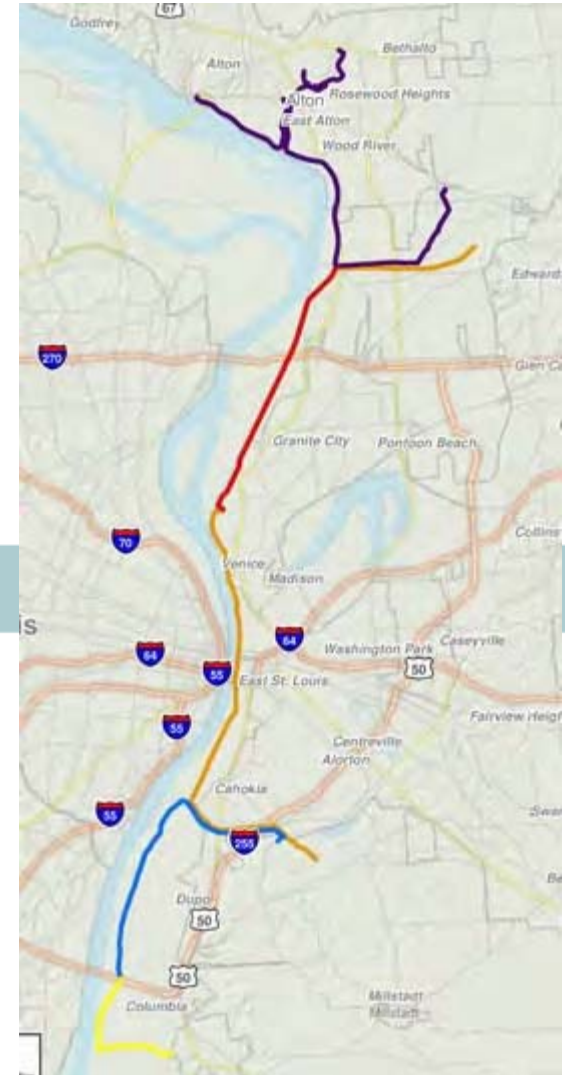 67
Godfrey
Bethalto
Alton
Alton
Rosewood Heights
East Alton
Wood River
Edward
270
Glen C
Granite City
Pontoon Beach
Collins
70
Venice
Madison
is
64
64
Washington Park
Caseyville
55
50
East St. Louis
Fairview Heigh
55
Centreville
Alorton
Cahokia
55
Swan
255
Be
Dupo
50
50
Columbia
Millstadt
Millstadt